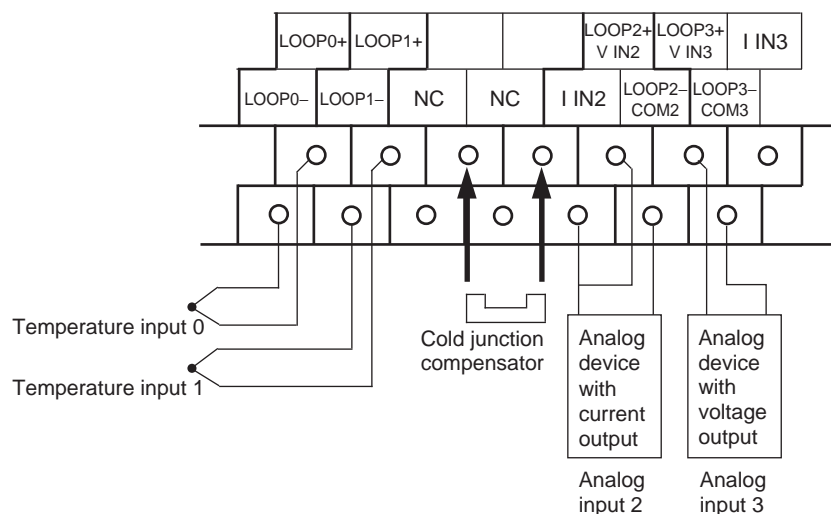 LOOP0+
LOOP1+
LOOP2+
V IN2
LOOP3+
V IN3
I IN3
LOOP0–
LOOP1–
NC
NC
I IN2
LOOP2–
COM2
LOOP3–
COM3
Temperature input 0
Temperature input 1
Cold junction
compensator
Analog
device
with
current
output
Analog
device
with
voltage
output
Analog
input 2
Analog
input 3